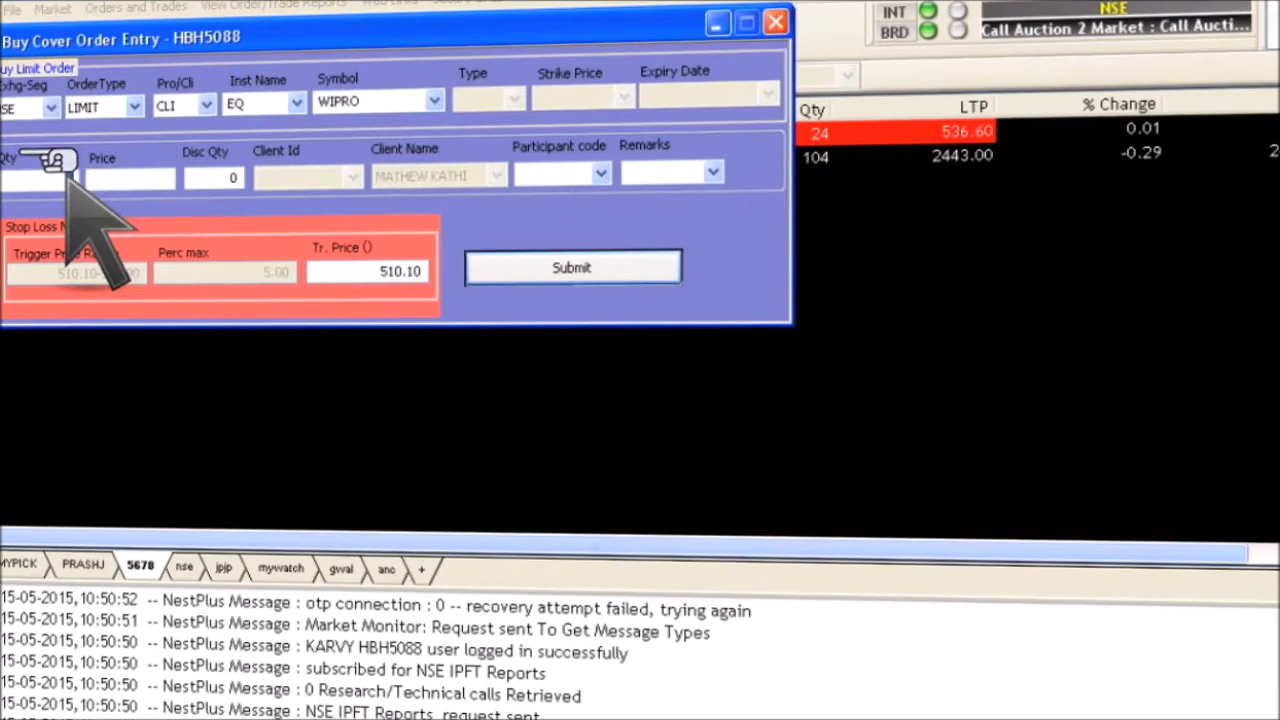 File Market Orders and Trades View Order/Trade Reports
INT
BRD
NSE
Call Auction 2 Market : Call Aucti...
Buy Cover Order Entry - HBH5088
uy Limit Order
Exhg-Seg OrderType Pro/Cli Inst Name Symbol Type Strike Price Expiry Date
SE LIMIT CLI EQ WIPRO
Qty Price Disc Qty Client Id Client Name Participant code Remarks
0 MATHEW KATHI
Stop Loss
Trigger Perc max Tr. Price ()
510.10- 5.00 510.10
Submit
Qty LTP % Change
24 536.60 0.01
104 2443.00 -0.29 2
MYPICK PRASHJ 5678 nse jpjp mywatch gwal anc +
15-05-2015,10:50:52 -- NestPlus Message : otp connection : 0 -- recovery attempt failed, trying again
15-05-2015,10:50:51 -- NestPlus Message : Market Monitor: Request sent To Get Message Types
15-05-2015,10:50:50 -- NestPlus Message : KARVY HBH5088 user logged in successfully
15-05-2015,10:50:50 -- NestPlus Message : subscribed for NSE IPFT Reports
15-05-2015,10:50:50 -- NestPlus Message : 0 Research/Technical calls Retrieved
15-05-2015,10:50:50 -- NestPlus Message : NSE IPFT Reports request sent